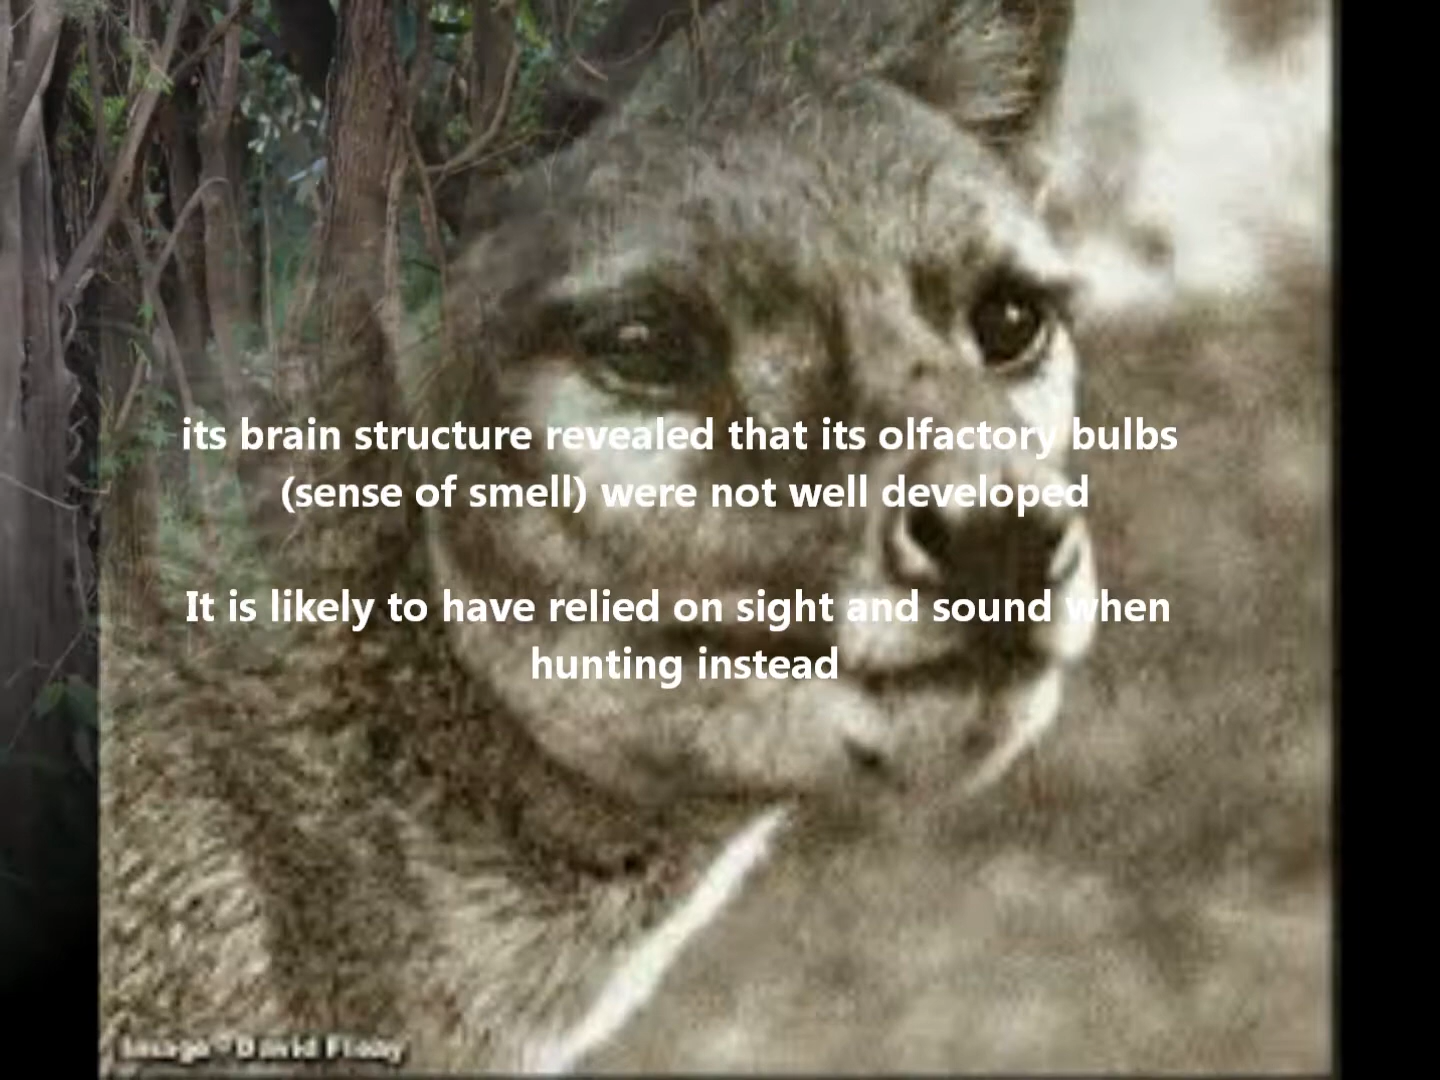 its brain structure revealed that its olfactory bulbs
(sense of smell) were not well developed
It is likely to have relied on sight and sound when
hunting instead
Image : David Fleay